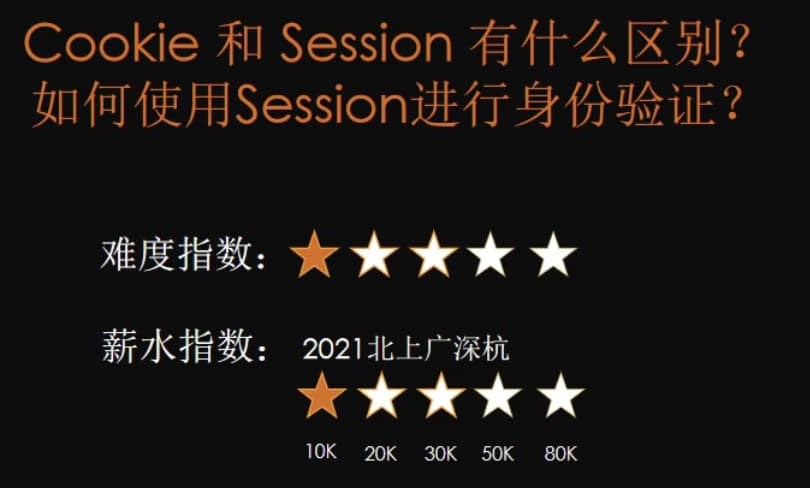 Cookie 和 Session 有什么区别？
如何使用Session进行身份验证？
难度指数：
薪水指数： 2021北上广深杭
10K 20K 30K 50K 80K